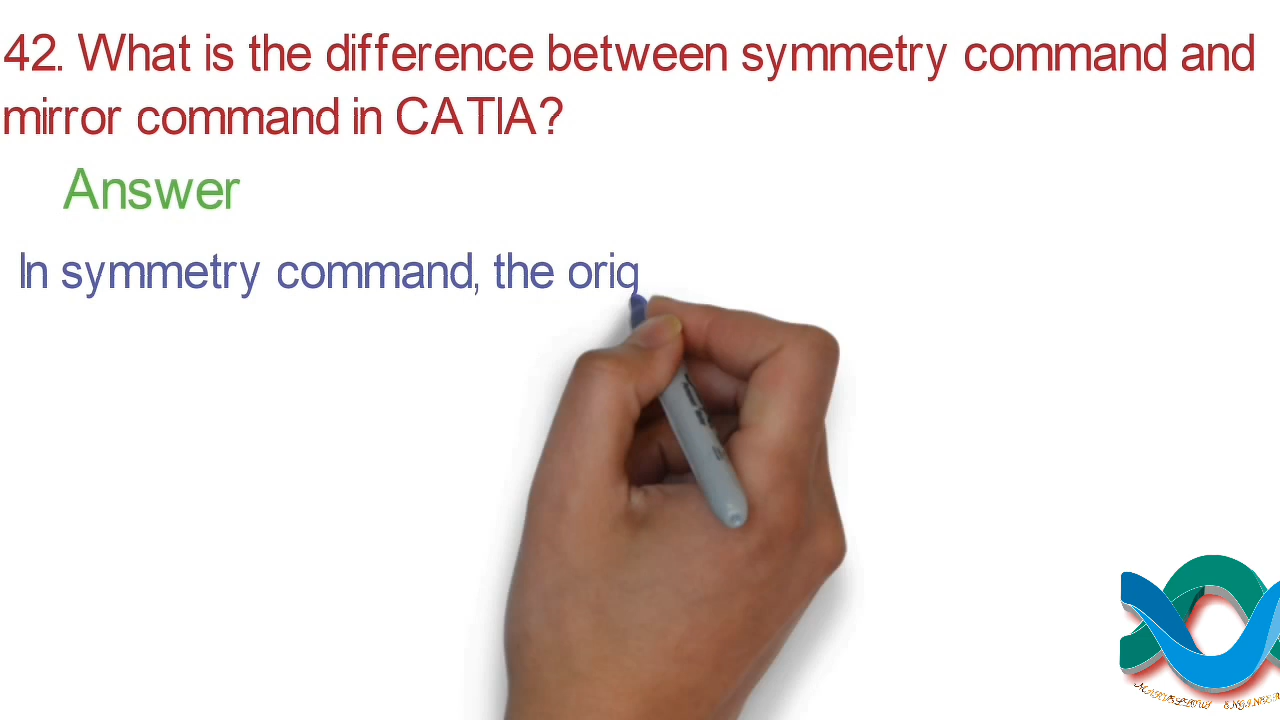 42. What is the difference between symmetry command and
mirror command in CATIA?
Answer
In symmetry command, the orig